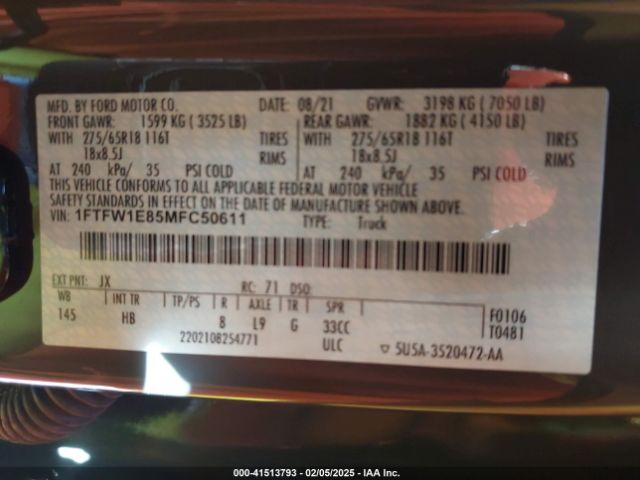 MFD. BY FORD MOTOR CO. DATE: 08/21 GVWR: 3198 KG ( 7050 LB)
FRONT GAWR: 1599 KG ( 3525 LB) REAR GAWR: 1882 KG ( 4150 LB)
WITH 275/65R18 116T TIRES WITH 275/65R18 116T TIRES
18x8.5J RIMS 18x8.5J RIMS
AT 240 kPa/ 35 PSI COLD AT 240 kPa/ 35 PSI COLD
THIS VEHICLE CONFORMS TO ALL APPLICABLE FEDERAL MOTOR VEHICLE
SAFETY STANDARDS IN EFFECT ON THE DATE OF MANUFACTURE SHOWN ABOVE.
VIN: 1FTFW1E85MFC50611 TYPE: Truck
EXT PNT: JX RC: 71 DSO:
WB INT TR TP/PS R AXLE TR SPR
145 HB 8 L9 G 33CC
F0106
T0481
2202108254771 ULC
5U5A-3520472-AA
000-41513793 - 02/05/2025 - IAA Inc.